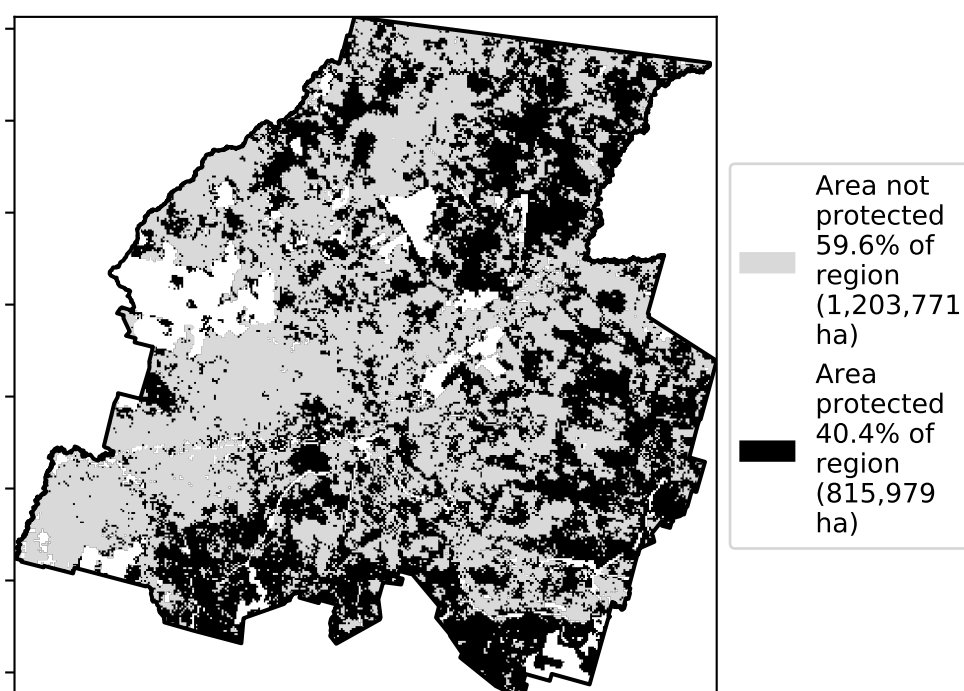 Area not
protected
59.6% of
region
(1,203,771
ha)
Area
protected
40.4% of
region
(815,979
ha)